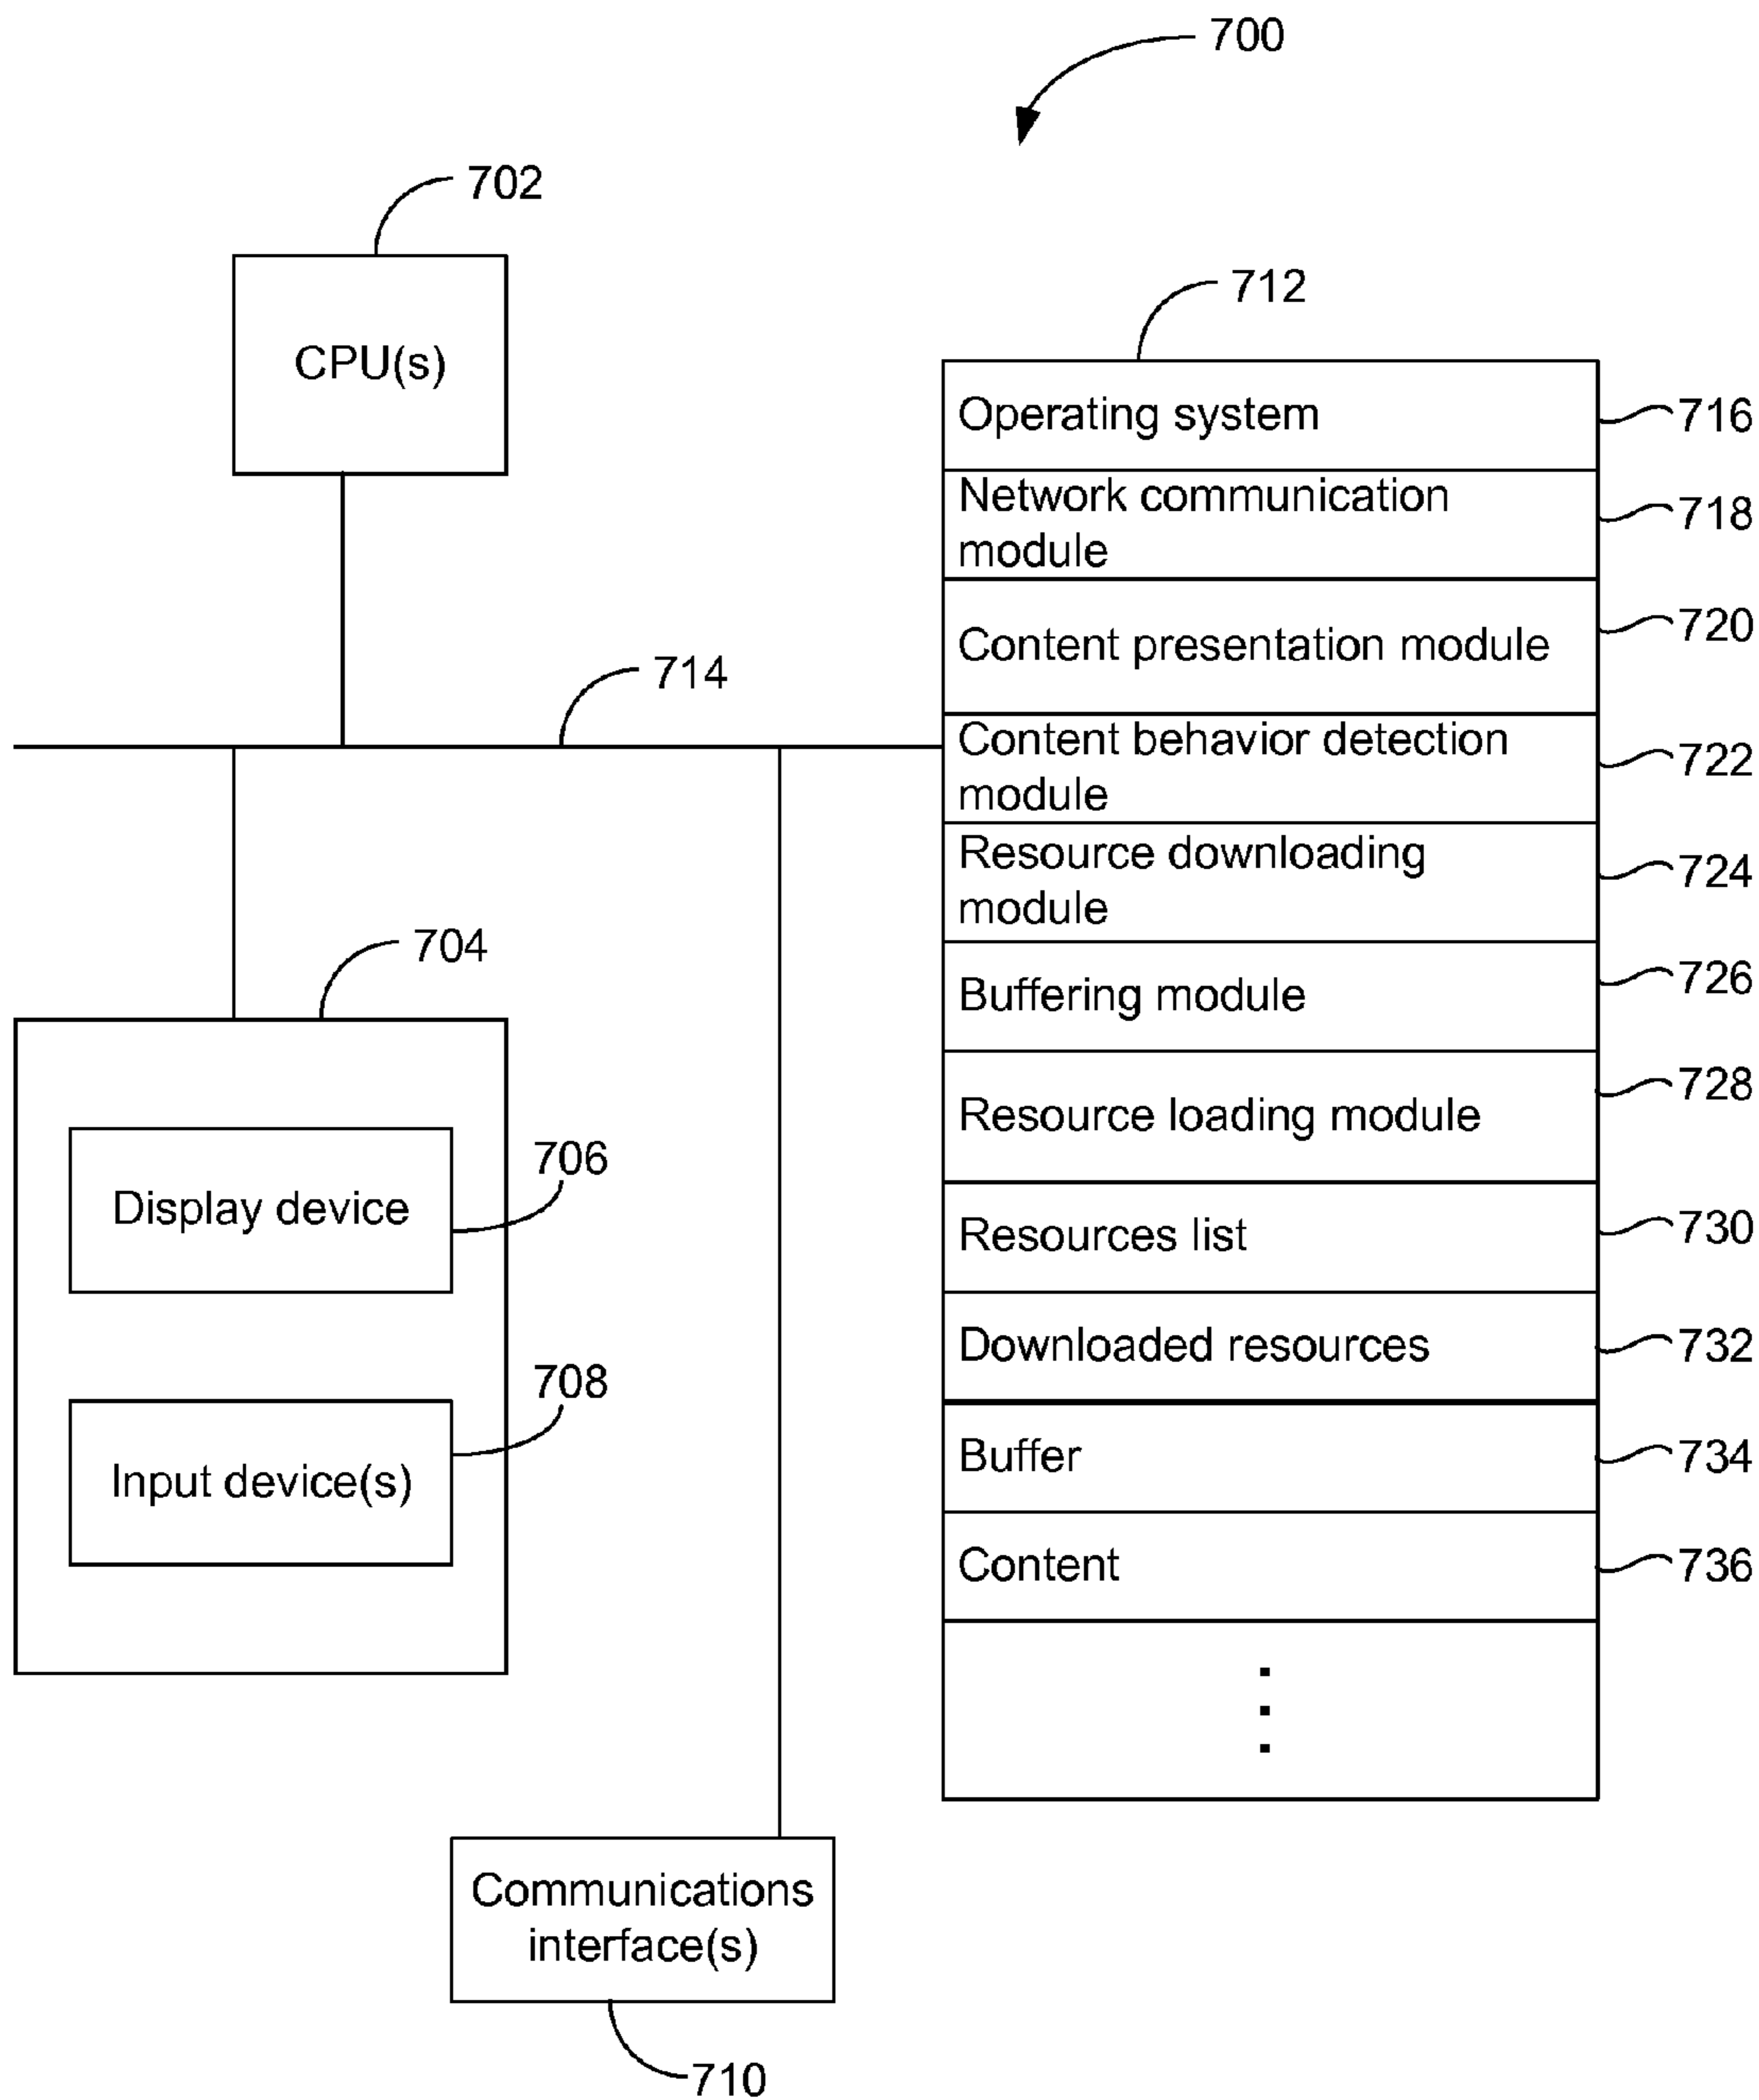 700
702
CPU(s)
712
Operating system
716
Network communication
module
718
Content presentation module
720
714
Content behavior detection
module
722
Resource downloading
module
724
704
Buffering module
726
Resource loading module
728
706
Display device
Resources list
730
Downloaded resources
732
708
Input device(s)
Buffer
734
Content
736
Communications
interface(s)
710